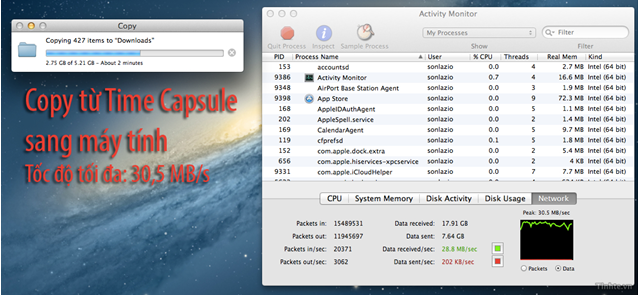 Copy
Copying 427 items to "Downloads"
2.75 GB of 5.21 GB - About 2 minutes
Copy từ Time Capsule
sang máy tính
Tốc độ tối đa: 30,5 MB/s
Activity Monitor
Quit Process Inspect Sample Process
My Processes
Show
Filter
Filter
PID Process Name User % CPU Threads Real Mem Kind
153 accountsd sonlazio 0.0 4 2.7 MB Intel (64 bit)
9386 Activity Monitor sonlazio 0.7 4 16.6 MB Intel (64 bit)
9348 AirPort Base Station Agent sonlazio 0.1 3 1.9 MB Intel (64 bit)
9398 App Store sonlazio 0.0 9 72.3 MB Intel (64 bit)
168 AppleIDAuthAgent sonlazio 0.0 1 5.1 MB Intel (64 bit)
226 AppleSpell.service sonlazio 0.0 2 5.8 MB Intel (64 bit)
169 CalendarAgent sonlazio 0.1 5 9.7 MB Intel (64 bit)
119 cfprefsd sonlazio 0.1 5 1.8 MB Intel (64 bit)
152 com.apple.dock.extra sonlazio 0.0 2 5.4 MB Intel (64 bit)
656 com.apple.hiservices-xpcservice sonlazio 0.0 2 4 KB Intel (64 bit)
9331 com.apple.iCloudHelper sonlazio 0.0 2 7.7 MB Intel (64 bit)
CPU System Memory Disk Activity Disk Usage Network
Packets in: 15489531 Data received: 17.91 GB Peak: 30.5 MB/sec
Packets out: 11945697 Data sent: 7.64 GB
Packets in/sec: 20371 Data received/sec: 28.8 MB/sec
Packets out/sec: 3062 Data sent/sec: 202 KB/sec
Packets Data
Tinhte.vn